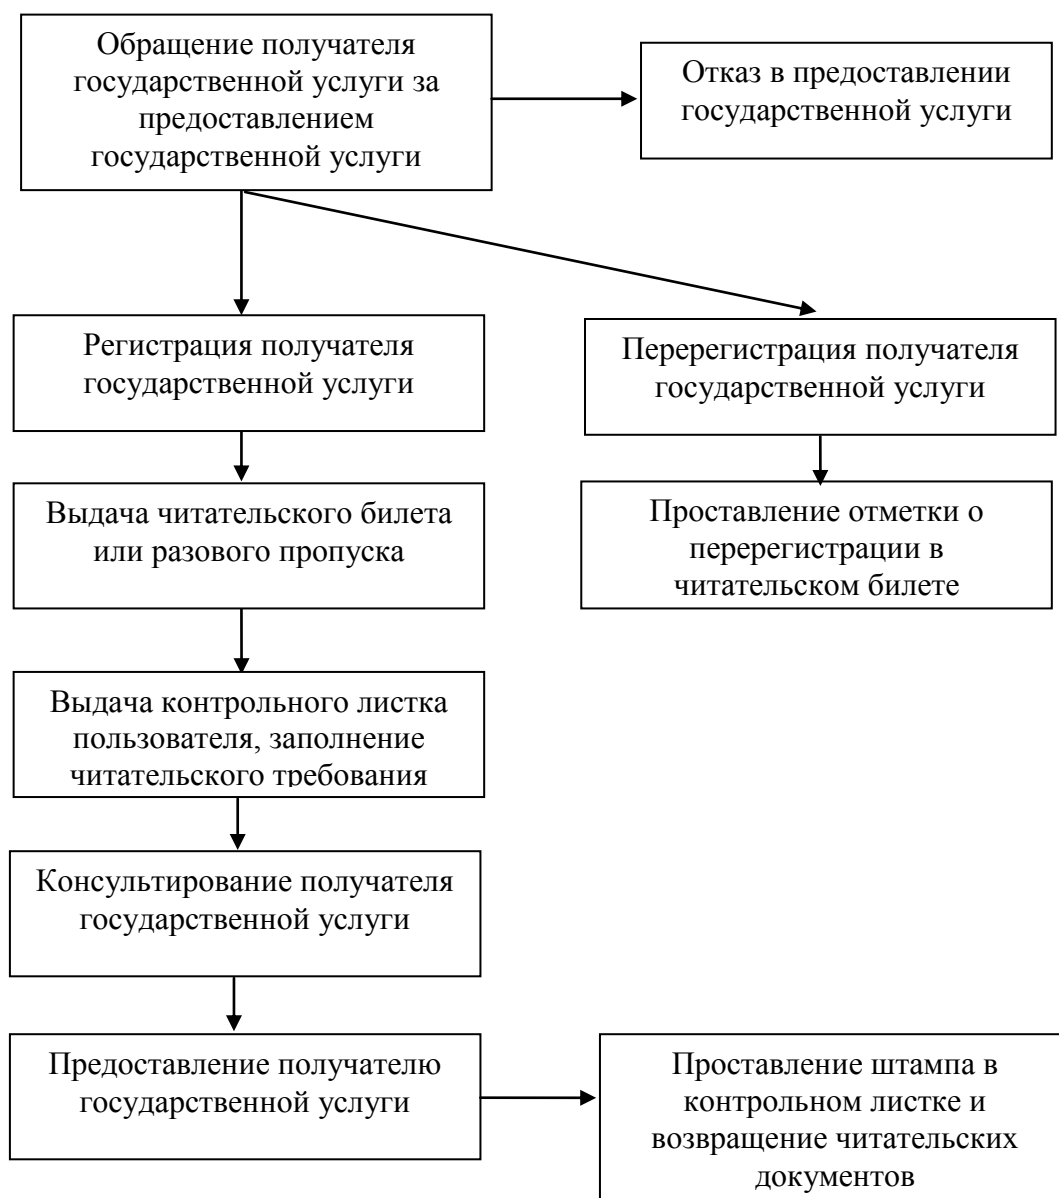 Обращение получателя
государственной услуги за
предоставлением
государственной услуги
Отказ в предоставлении
государственной услуги
Регистрация получателя
государственной услуги
Перерегистрация получателя
государственной услуги
Выдача читательского билета
или разового пропуска
Проставление отметки о
перерегистрации в
читательском билете
Выдача контрольного листка
пользователя, заполнение
читательского требования
Консультирование получателя
государственной услуги
Предоставление получателю
государственной услуги
Проставление штампа в
контрольном листке и
возвращение читательских
документов